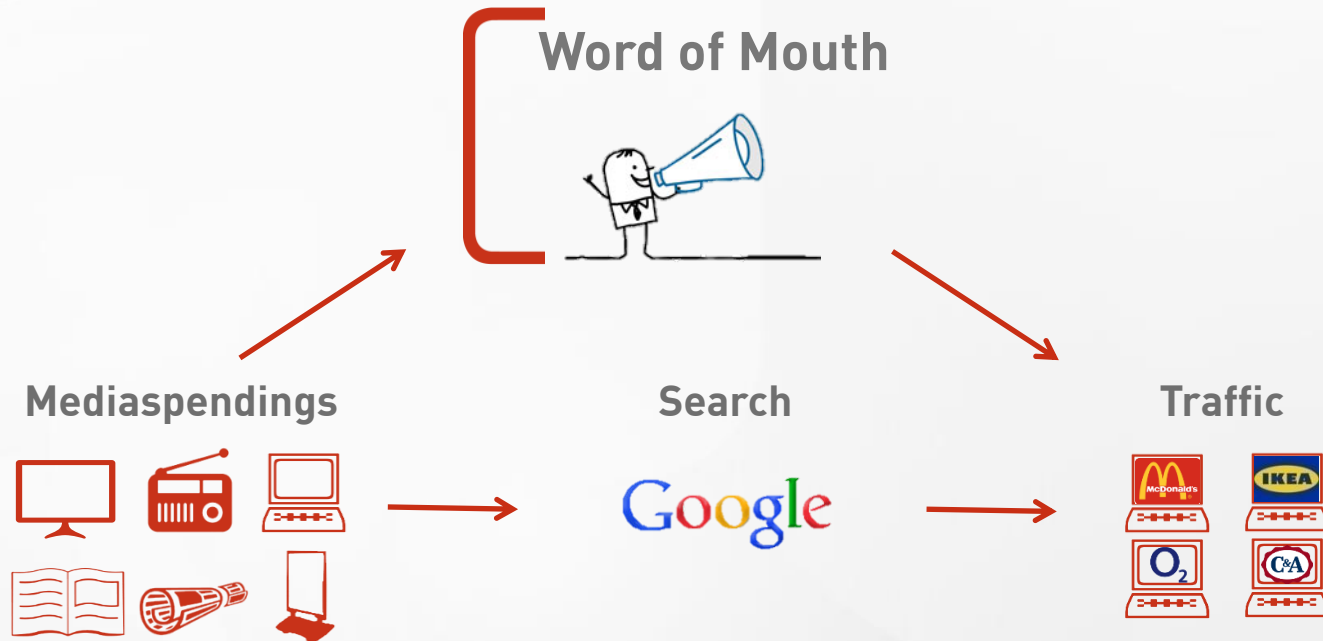 Word of Mouth
Mediaspendings
Search
Traffic
Google
McDonald's
IKEA
O2
C&A